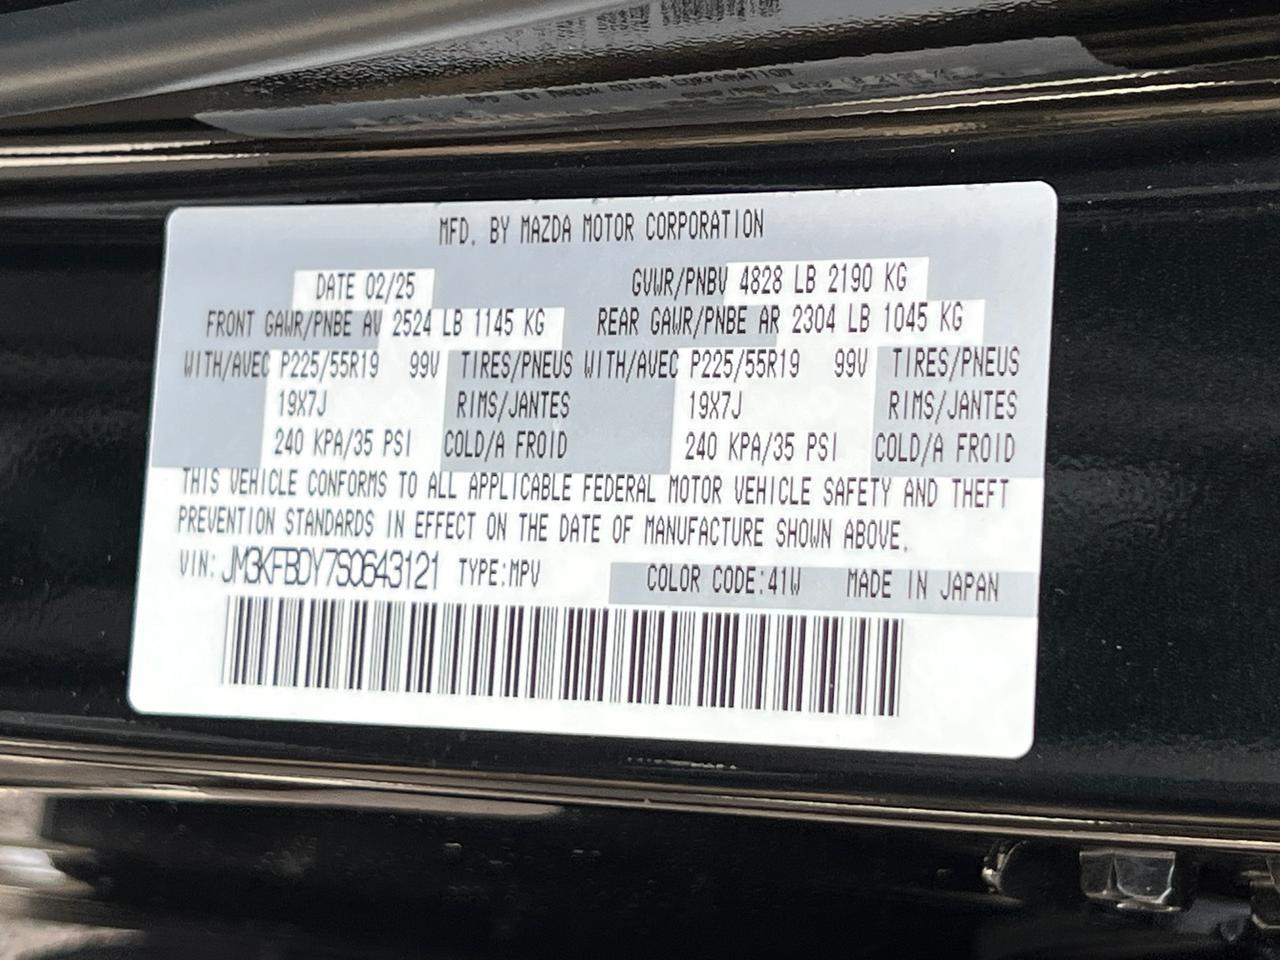 MFD. BY MAZDA MOTOR CORPORATION
DATE 02/25 GVWR/PNBV 4828 LB 2190 KG
FRONT GAWR/PNBE AV 2524 LB 1145 KG REAR GAWR/PNBE AR 2304 LB 1045 KG
WITH/AVEC P225/55R19 99V TIRES/PNEUS WITH/AVEC P225/55R19 99V TIRES/PNEUS
19X7J RIMS/JANTES 19X7J RIMS/JANTES
240 KPA/35 PSI COLD/A FROID 240 KPA/35 PSI COLD/A FROID
THIS VEHICLE CONFORMS TO ALL APPLICABLE FEDERAL MOTOR VEHICLE SAFETY AND THEFT
PREVENTION STANDARDS IN EFFECT ON THE DATE OF MANUFACTURE SHOWN ABOVE.
VIN: JM3KFBDY7S0643121 TYPE:MPV COLOR CODE:41W MADE IN JAPAN